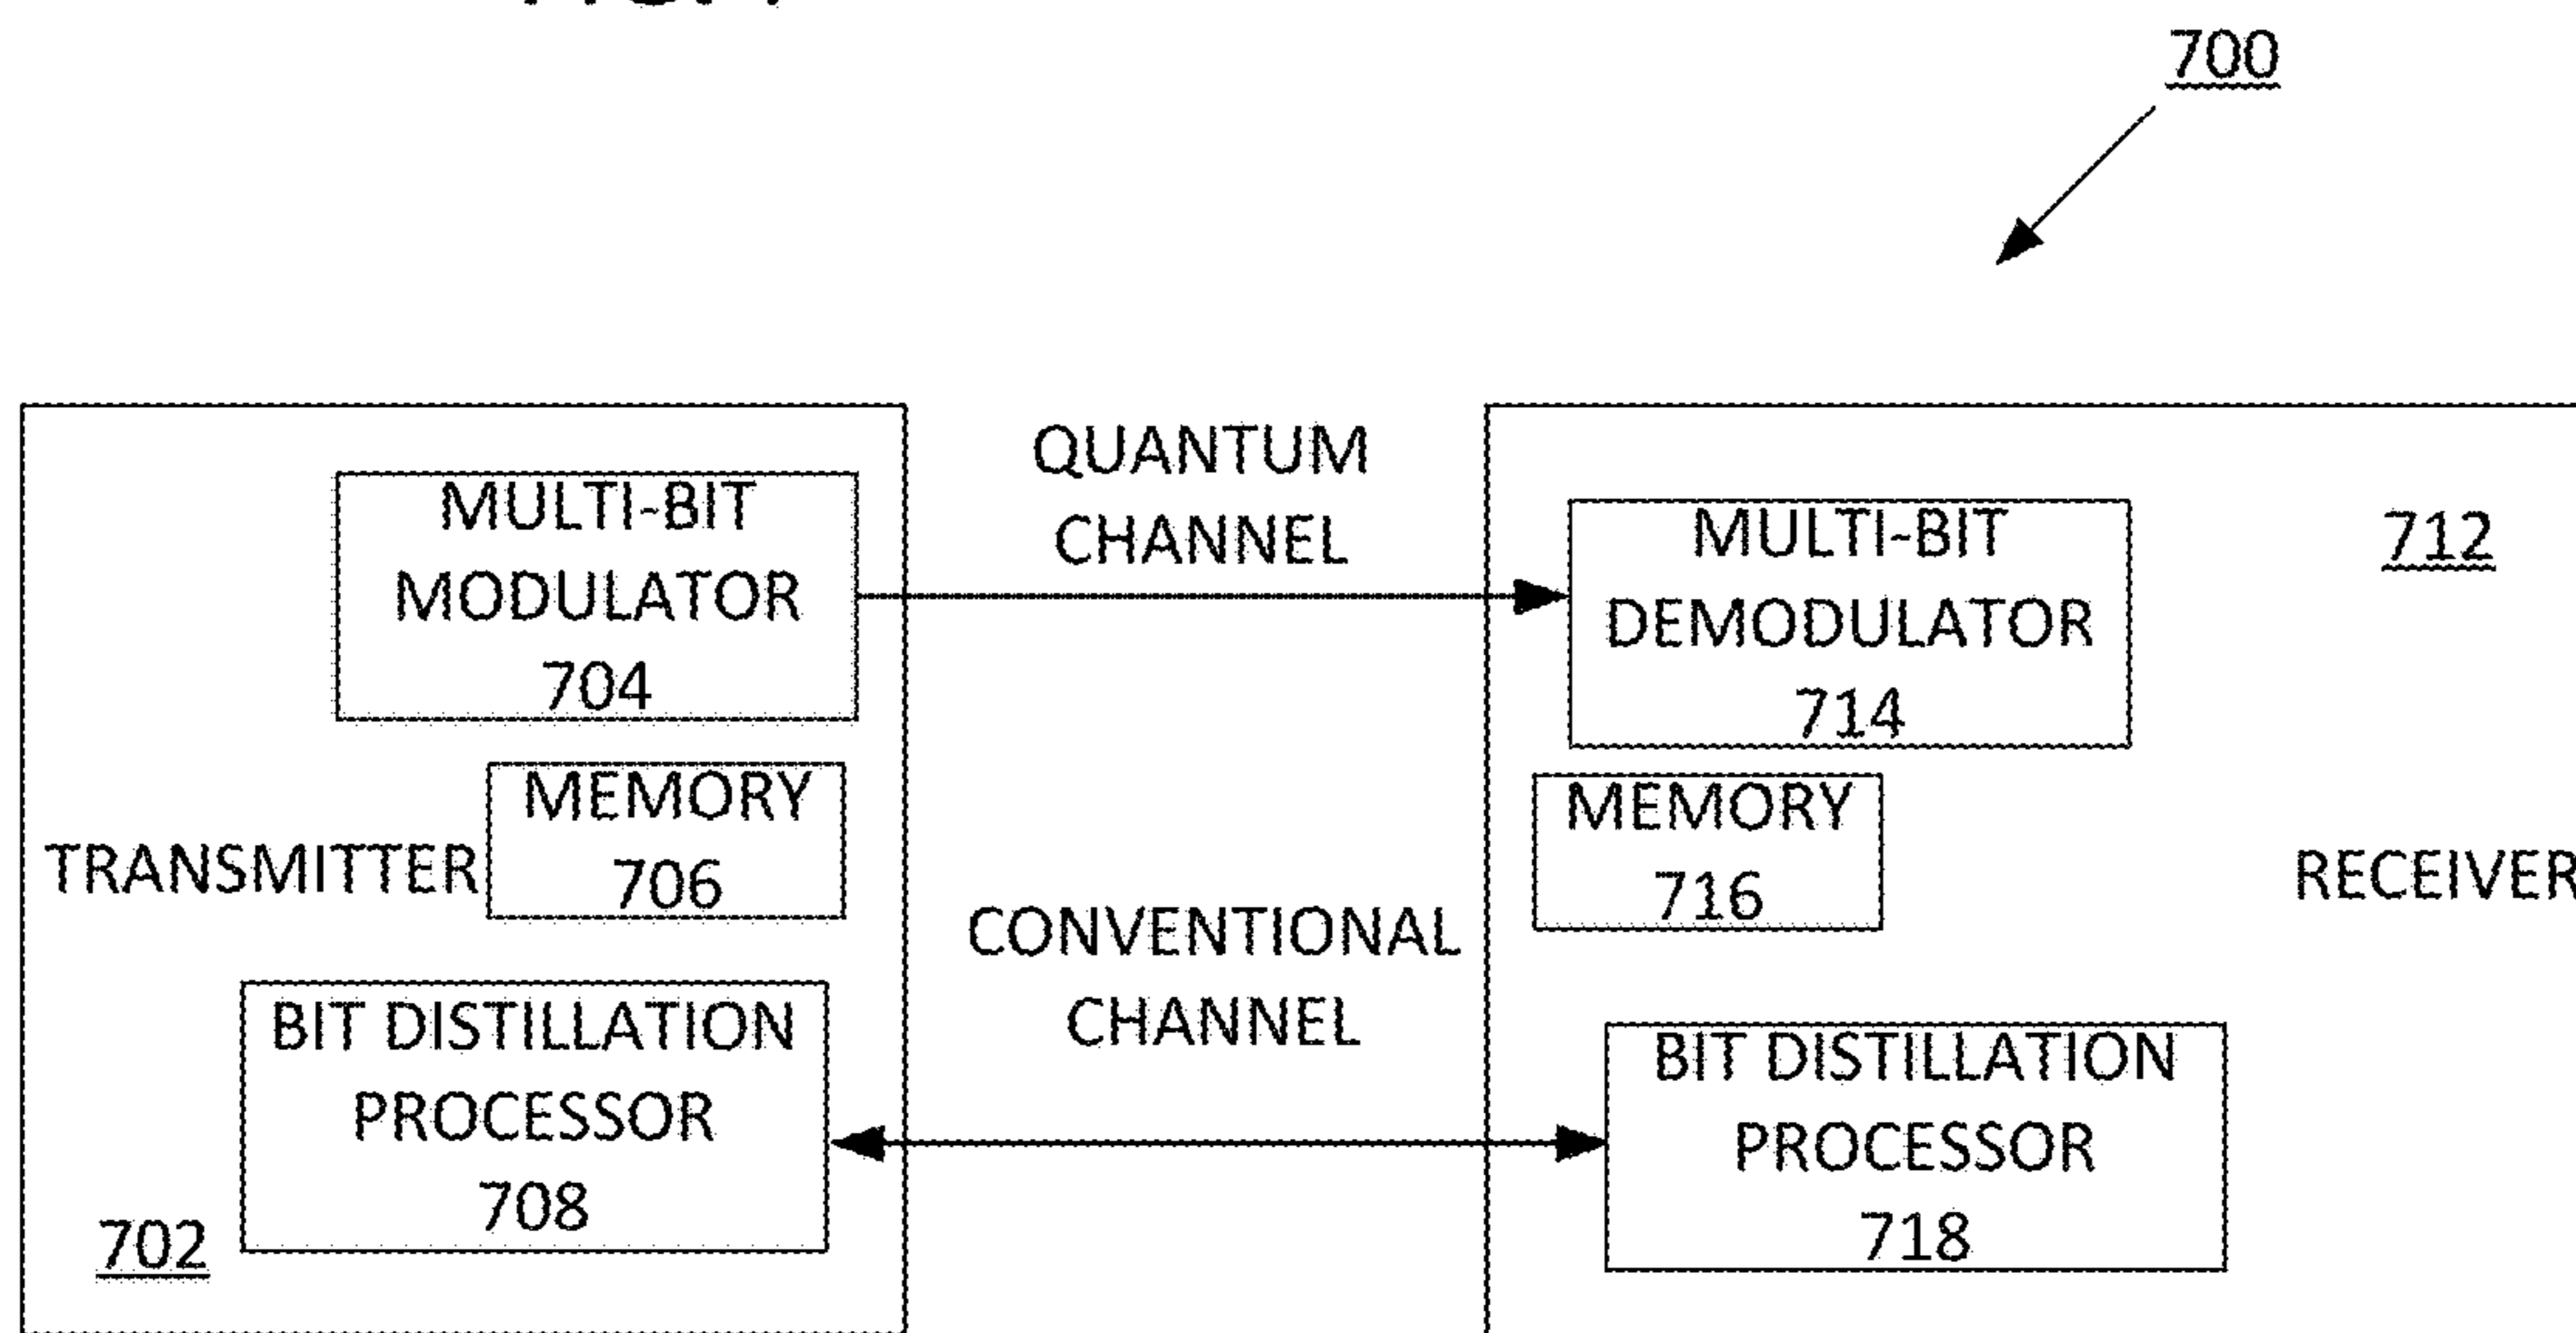 700
QUANTUM
CHANNEL
MULTI-BIT
MODULATOR
704
MULTI-BIT
DEMODULATOR
714
712
MEMORY
706
TRANSMITTER
MEMORY
716
RECEIVER
CONVENTIONAL
CHANNEL
BIT DISTILLATION
PROCESSOR
708
702
BIT DISTILLATION
PROCESSOR
718